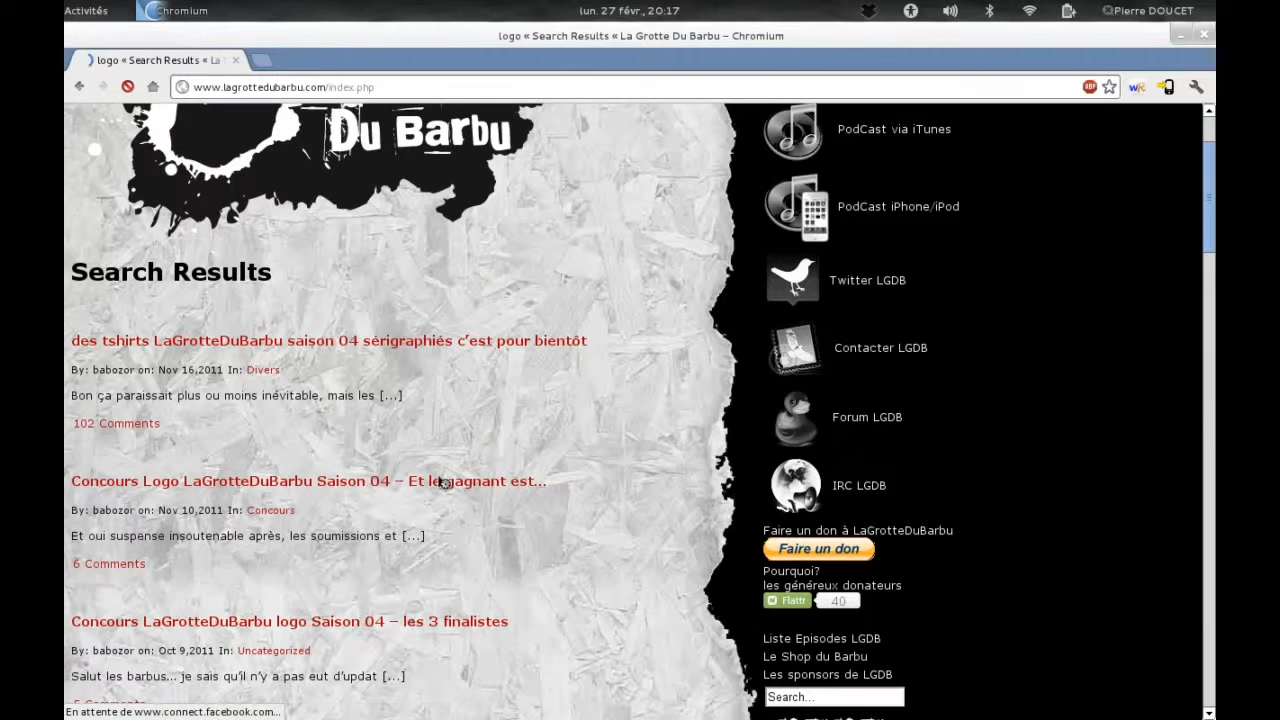 Activités
Chromium
lun. 27 févr., 20:17
Pierre DOUCET
logo « Search Results « La Grotte Du Barbu – Chromium
logo « Search Results « La
www.lagrottedubarbu.com/index.php
ABP
Du Barbu
Search Results
des tshirts LaGrotteDuBarbu saison 04 sérigraphiés c’est pour bientôt
By: babozor on: Nov 16,2011 In: Divers
Bon ça paraissait plus ou moins inévitable, mais les [...]
102 Comments
Concours Logo LaGrotteDuBarbu Saison 04 – Et le gagnant est...
By: babozor on: Nov 10,2011 In: Concours
Et oui suspense insoutenable après, les soumissions et [...]
6 Comments
Concours LaGrotteDuBarbu logo Saison 04 – les 3 finalistes
By: babozor on: Oct 9,2011 In: Uncategorized
Salut les barbus... je sais qu’il n’y a pas eut d’updat [...]
5 Comments
En attente de www.connect.facebook.com...
PodCast via iTunes
PodCast iPhone/iPod
Twitter LGDB
Contacter LGDB
Forum LGDB
IRC LGDB
Faire un don à LaGrotteDuBarbu
Faire un don
Pourquoi?
les généreux donateurs
Flattr 40
Liste Episodes LGDB
Le Shop du Barbu
Les sponsors de LGDB
Search...